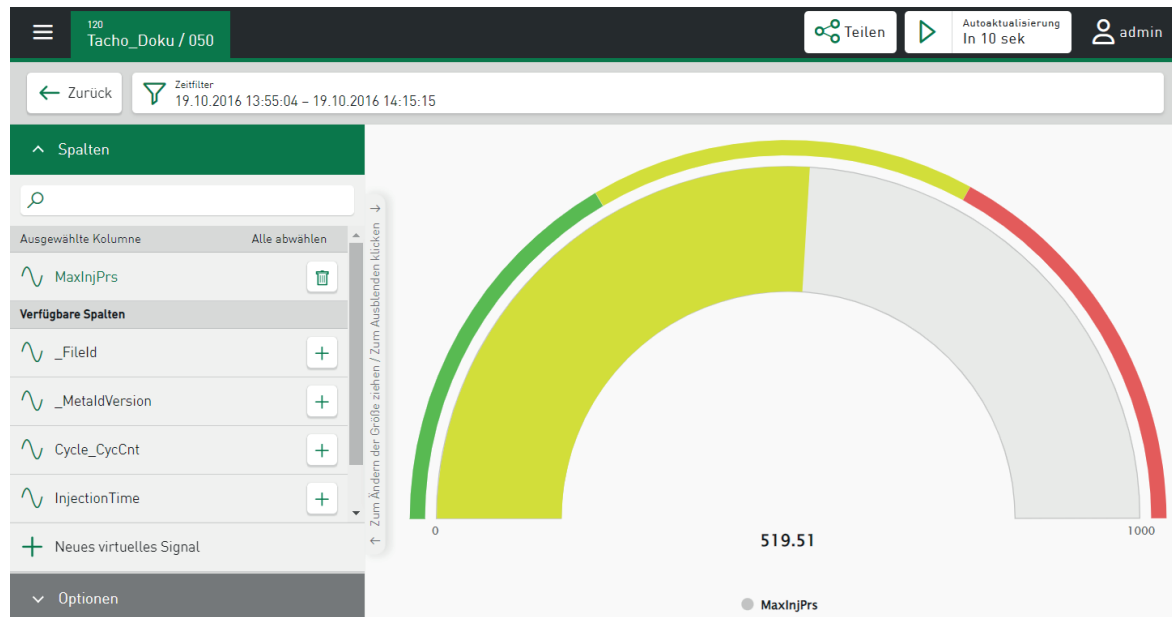 120
Tacho_Doku / 050
Teilen
Autoaktualisierung
In 10 sek
admin
Zurück
Zeitfilter
19.10.2016 13:55:04 – 19.10.2016 14:15:15
Spalten
Ausgewählte Kolumne
Alle abwählen
MaxInjPrs
Verfügbare Spalten
_FileId
_MetaIdVersion
Cycle_CycCnt
InjectionTime
Neues virtuelles Signal
Optionen
← Zum Ändern der Größe ziehen / Zum Ausblenden klicken →
0
519.51
1000
MaxInjPrs